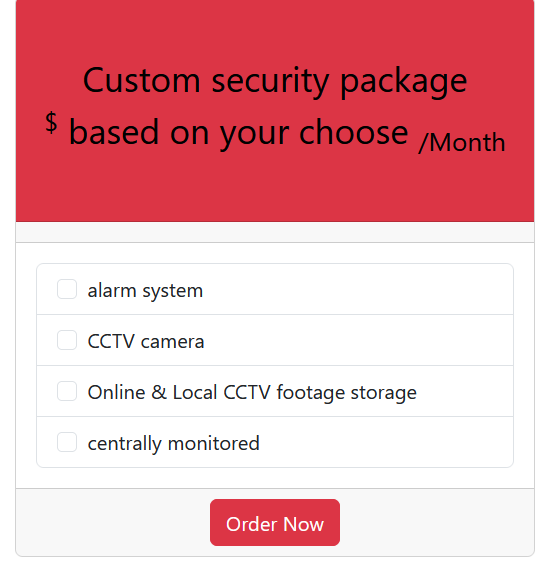 Custom security package
$ based on your choose /Month
alarm system
CCTV camera
Online & Local CCTV footage storage
centrally monitored
Order Now